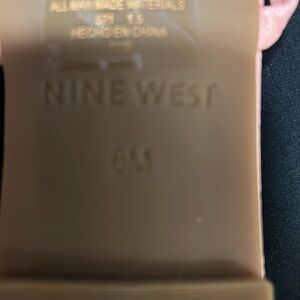 ALL MAN MADE MATERIALS
HECHO EN CHINA
NINE WEST
6M